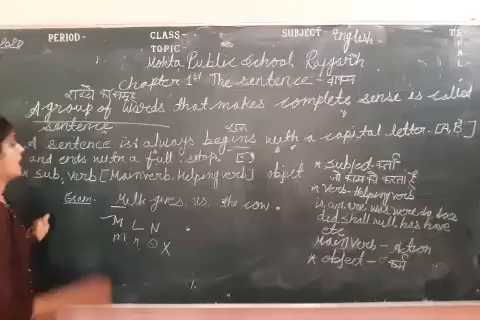 2020 PERIOD - CLASS- SUBJECT English - T S
TOPIC P A
Mohta Public School Rajgarh L -
Chapter 1st The sentence - वाक्य
शब्दों का समूह
A group of words that makes complete sense is called
sentence
A sentence is always begins with a capital letter. [A, B]
and ends with a full stop [.]
* sub, verb [Main verb, Helping verb] objet
* subject- कर्ता
जो काम को करता है
* Verb- Helping verb
is, am are was were do does
did shall will has have
etc
Main Verb - Action
* object - कर्म
Exam: Milk gives us the cow.
M L N
m, X